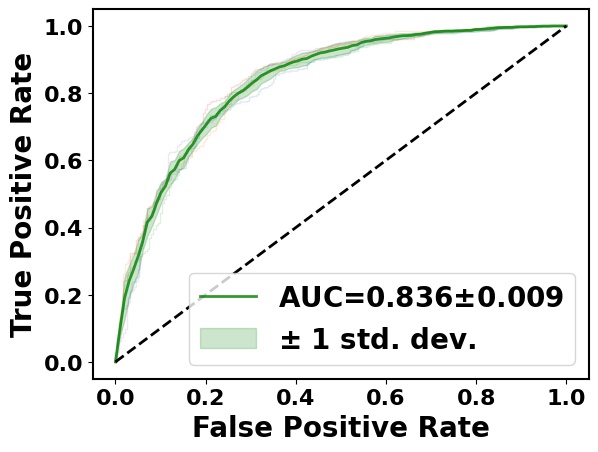 True Positive Rate
1.0
0.8
0.6
0.4
0.2
0.0
AUC=0.836±0.009
± 1 std. dev.
0.0 0.2 0.4 0.6 0.8 1.0
False Positive Rate